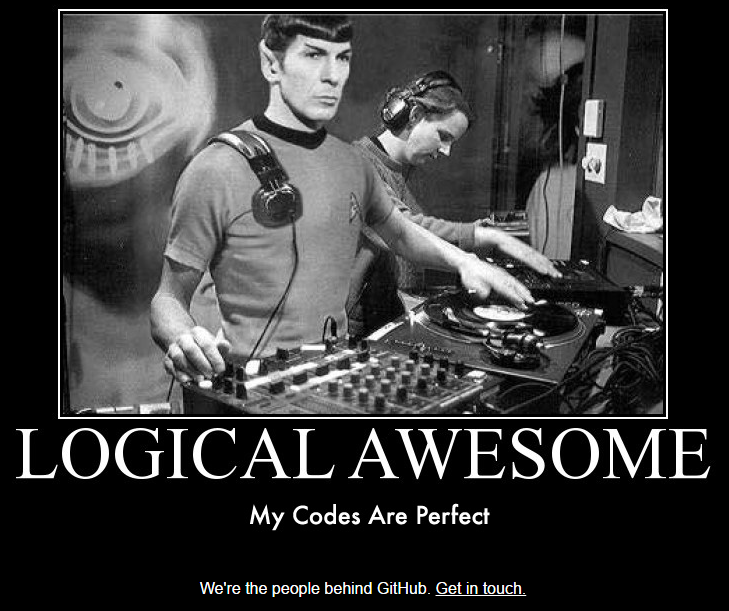 LOGICAL AWESOME
My Codes Are Perfect
We're the people behind GitHub. Get in touch.